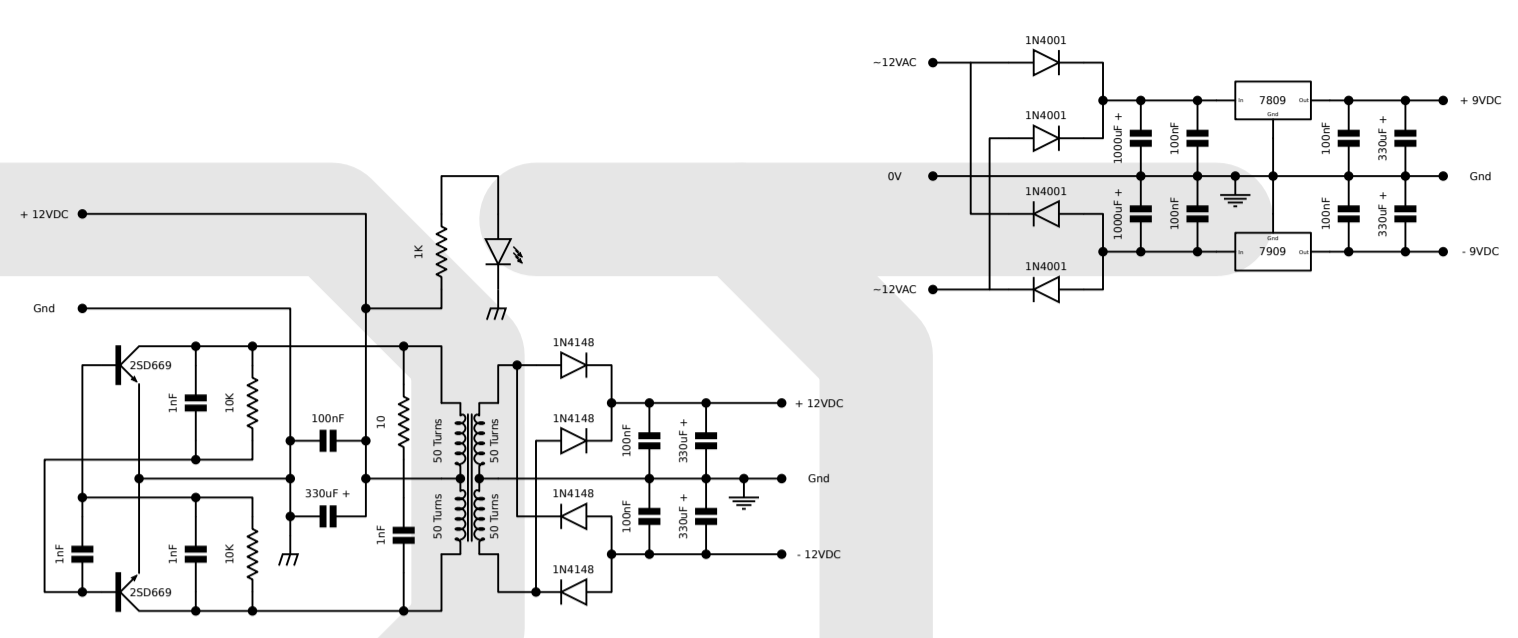 1N4001
~12VAC
7809
In
Out
Gnd
+ 9VDC
1N4001
1000uF +
100nF
100nF
330uF +
0V
Gnd
1N4001
1000uF +
100nF
100nF
330uF +
Gnd
7909
In
Out
- 9VDC
1N4001
~12VAC
+ 12VDC
1K
Gnd
2SD669
1nF
10K
100nF
10
50 Turns
50 Turns
1N4148
1N4148
100nF
330uF +
+ 12VDC
Gnd
330uF +
50 Turns
50 Turns
1N4148
100nF
330uF +
1nF
1nF
1nF
10K
- 12VDC
1N4148
2SD669